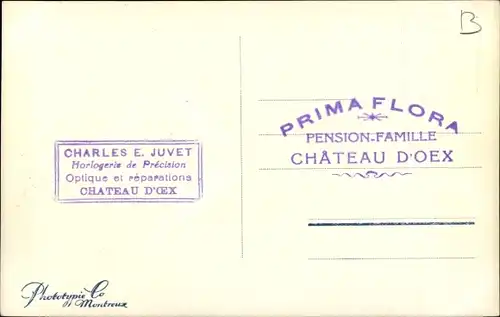 B
PRIMA FLORA
PENSION-FAMILLE
CHÂTEAU D'OEX
CHARLES E. JUVET
Horlogerie de Précision
Optique et réparations
CHATEAU D'ŒX
Phototypie Co
Montreux